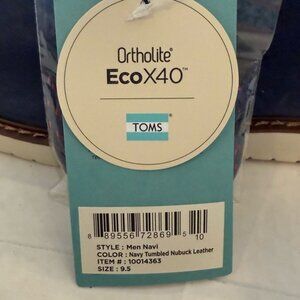 Ortholite®
EcoX40™
TOMS
8 89556 72869 5 10
STYLE : Men Navi
COLOR : Navy Tumbled Nubuck Leather
ITEM # : 10014363
SIZE : 9.5